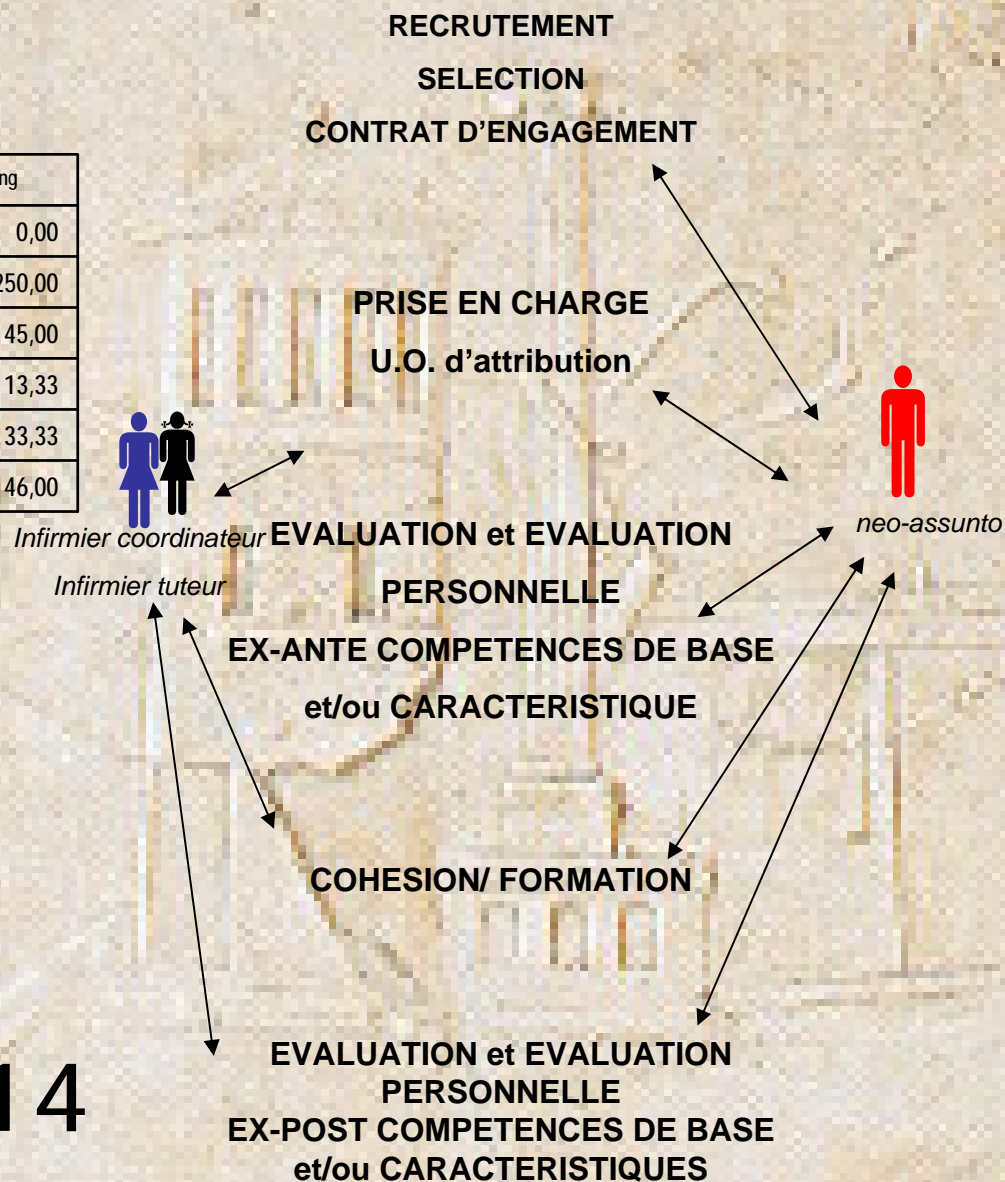 RECRUTEMENT
SELECTION
CONTRAT D'ENGAGEMENT
0,00
250,00
45,00
13,33
33,33
46,00
PRISE EN CHARGE
U.O. d'attribution
Infirmier coordinateur
Infirmier tuteur
neo-assunto
EVALUATION et EVALUATION
PERSONNELLE
EX-ANTE COMPETENCES DE BASE
et/ou CARACTERISTIQUE
COHESION/ FORMATION
14
EVALUATION et EVALUATION
PERSONNELLE
EX-POST COMPETENCES DE BASE
et/ou CARACTERISTIQUES